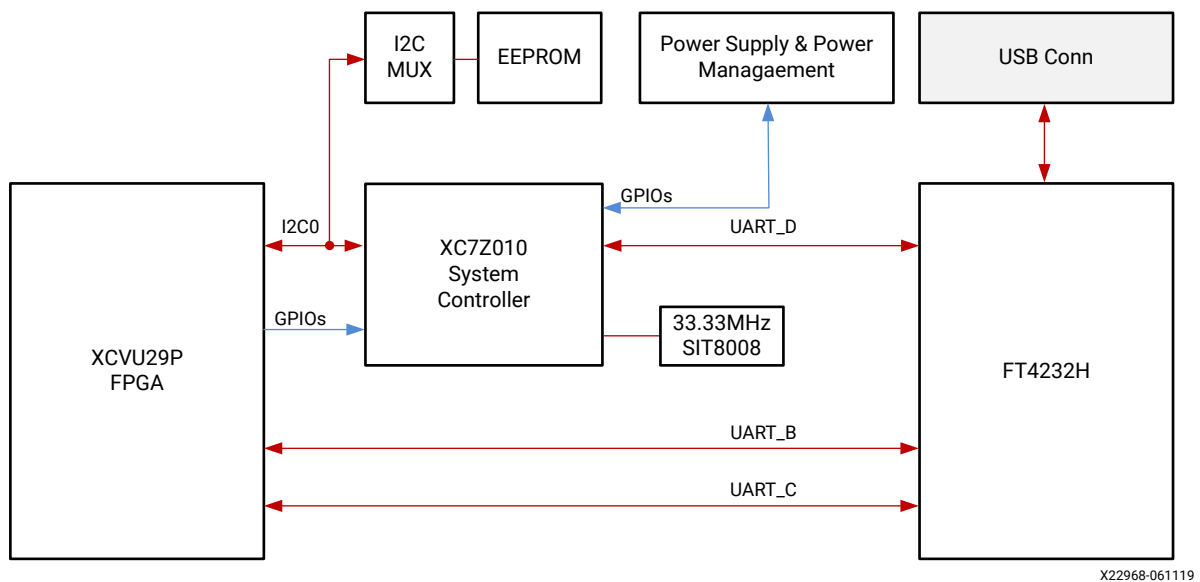 I2C
MUX
EEPROM
Power Supply & Power
Managaement
USB Conn
I2C0
GPIOs
XCVU29P
FPGA
XC7Z010
System
Controller
GPIOs
UART_D
33.33MHz
SIT8008
FT4232H
UART_B
UART_C
X22968-061119